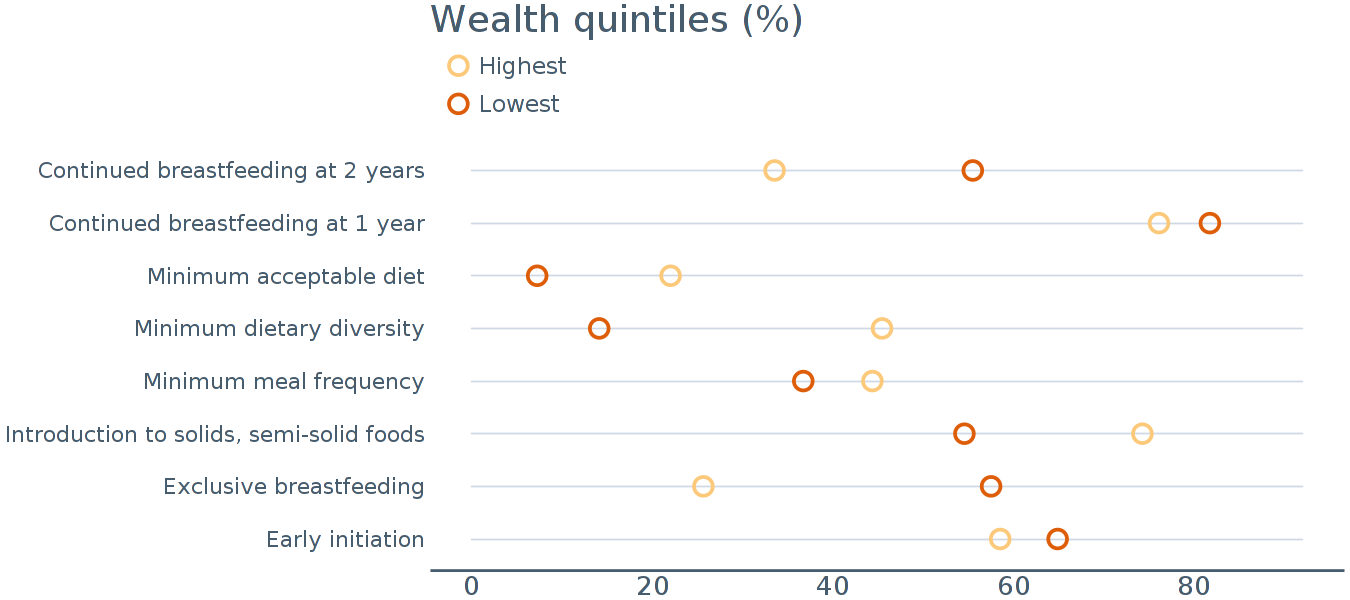 Wealth quintiles (%)
Highest
Lowest
Continued breastfeeding at 2 years
Continued breastfeeding at 1 year
Minimum acceptable diet
Minimum dietary diversity
Minimum meal frequency
Introduction to solids, semi-solid foods
Exclusive breastfeeding
Early initiation
0 20 40 60 80